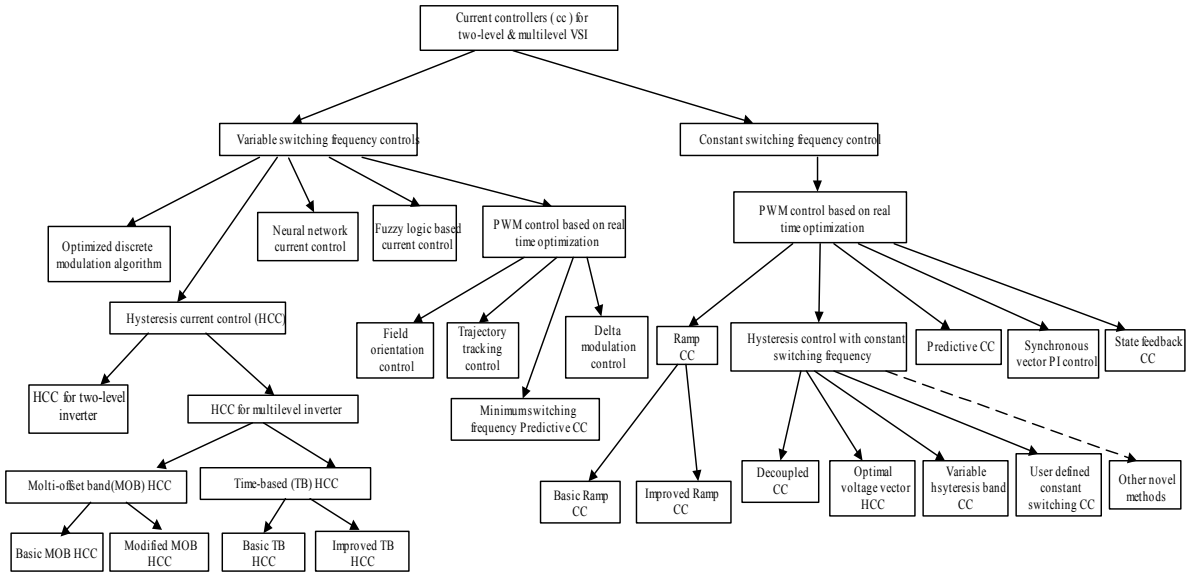 Current controllers ( cc ) for
two-level & multilevel VSI
Variable switching frequency controls
Constant switching frequency control
Optimized discrete
modulation algorithm
Neural network
current control
Fuzzy logic based
current control
PWM control based on real
time optimization
PWM control based on real
time optimization
Hysteresis current control (HCC)
Field
orientation
control
Trajectory
tracking
control
Delta
modulation
control
Ramp
CC
Hysteresis control with constant
switching frequency
Predictive CC
Synchronous
vector PI control
State feedback
CC
HCC for two-level
inverter
HCC for multilevel inverter
Minimum switching
frequency Predictive CC
Molti-offset band(MOB) HCC
Time-based (TB) HCC
Basic Ramp
CC
Improved Ramp
CC
Decoupled
CC
Optimal
voltage vector
HCC
Variable
hsyteresis band
CC
User defined
constant
switching CC
Other novel
methods
Basic MOB HCC
Modified MOB
HCC
Basic TB
HCC
Improved TB
HCC